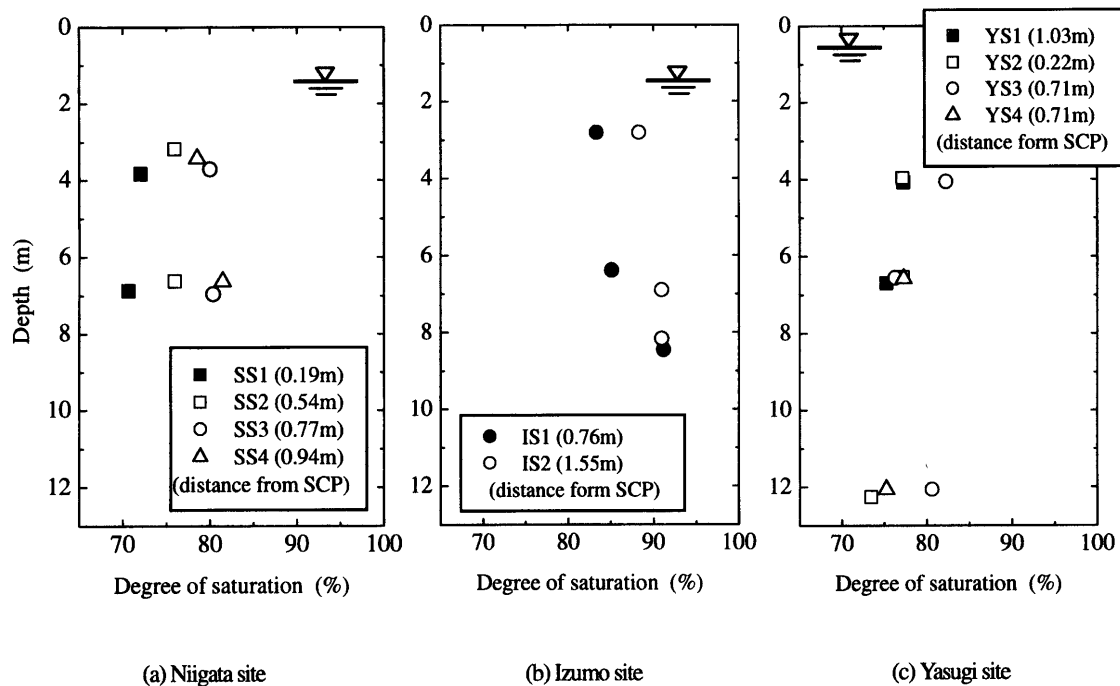 0
2
4
6
8
10
12
Depth (m)
SS1 (0.19m)
SS2 (0.54m)
SS3 (0.77m)
SS4 (0.94m)
(distance from SCP)
70 80 90 100
Degree of saturation (%)
(a) Niigata site
0
2
4
6
8
10
12
IS1 (0.76m)
IS2 (1.55m)
(distance form SCP)
70 80 90 100
Degree of saturation (%)
(b) Izumo site
0
2
4
6
8
10
12
YS1 (1.03m)
YS2 (0.22m)
YS3 (0.71m)
YS4 (0.71m)
(distance form SCP)
70 80 90 100
Degree of saturation (%)
(c) Yasugi site